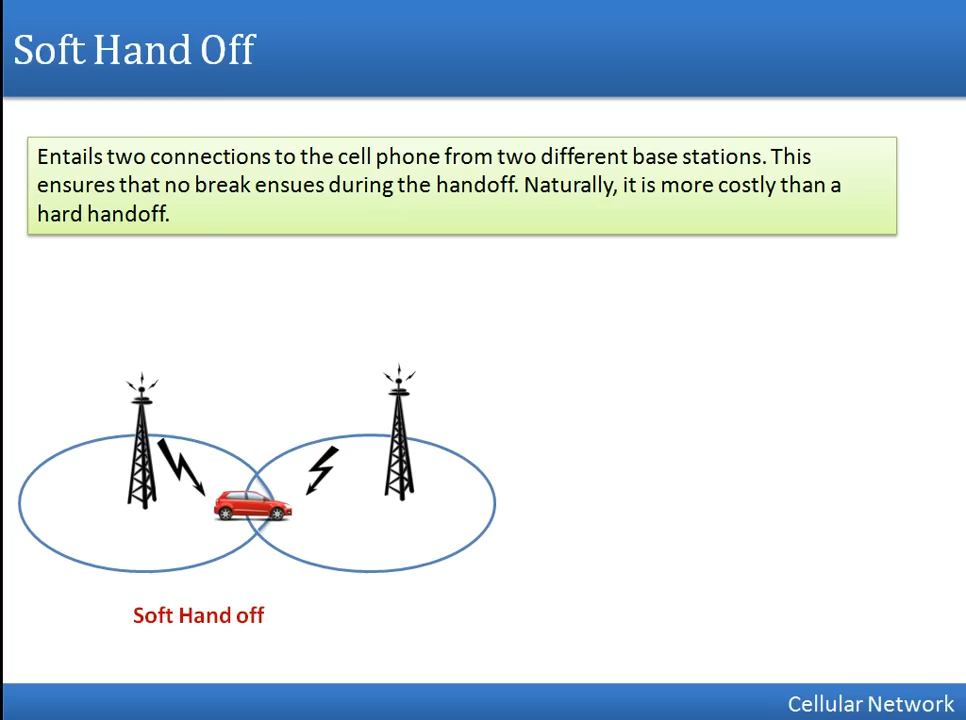 Soft Hand Off
Entails two connections to the cell phone from two different base stations. This
ensures that no break ensues during the handoff. Naturally, it is more costly than a
hard handoff.
Soft Hand off
Cellular Network